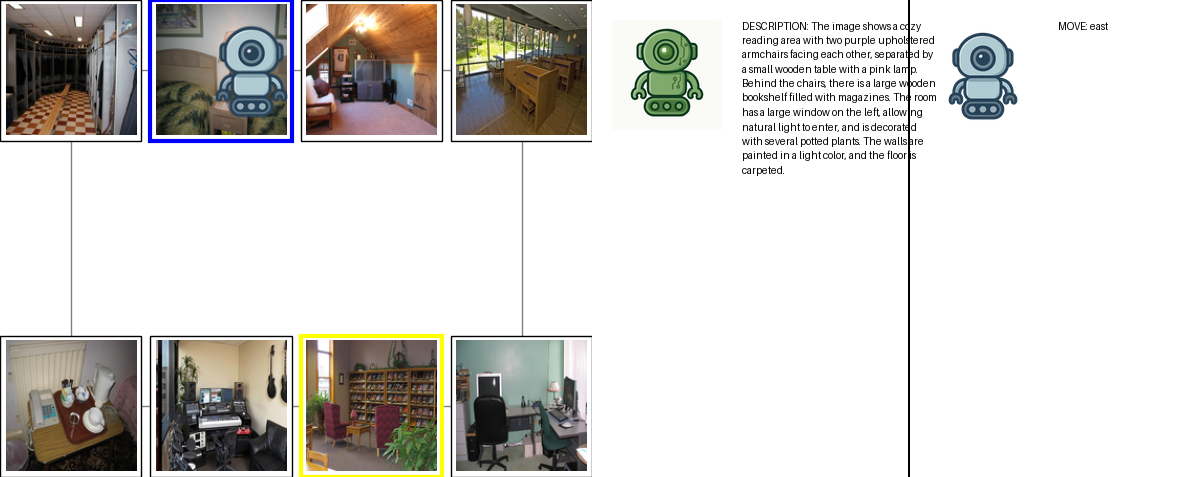 DESCRIPTION: The image shows a cozy
reading area with two purple upholstered
armchairs facing each other, separated by
a small wooden table with a pink lamp.
Behind the chairs, there is a large wooden
bookshelf filled with magazines. The room
has a large window on the left, allowing
natural light to enter, and is decorated
with several potted plants. The walls are
painted in a light color, and the floor is
carpeted.
MOVE: east